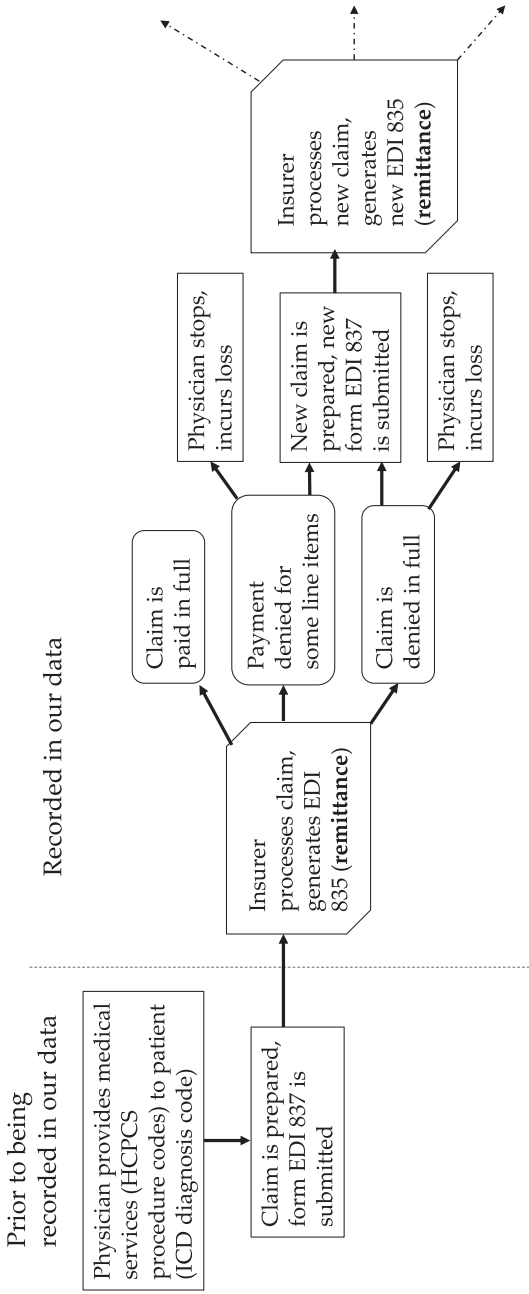 Prior to being
recorded in our data
Recorded in our data
Physician provides medical
services (HCPCS
procedure codes) to patient
(ICD diagnosis code)
Claim is prepared,
form EDI 837 is
submitted
Insurer
processes claim,
generates EDI
835 (remittance)
Claim is
paid in full
Payment
denied for
some line items
Claim is
denied in full
Physician stops,
incurs loss
New claim is
prepared, new
form EDI 837
is submitted
Physician stops,
incurs loss
Insurer
processes
new claim,
generates
new EDI 835
(remittance)